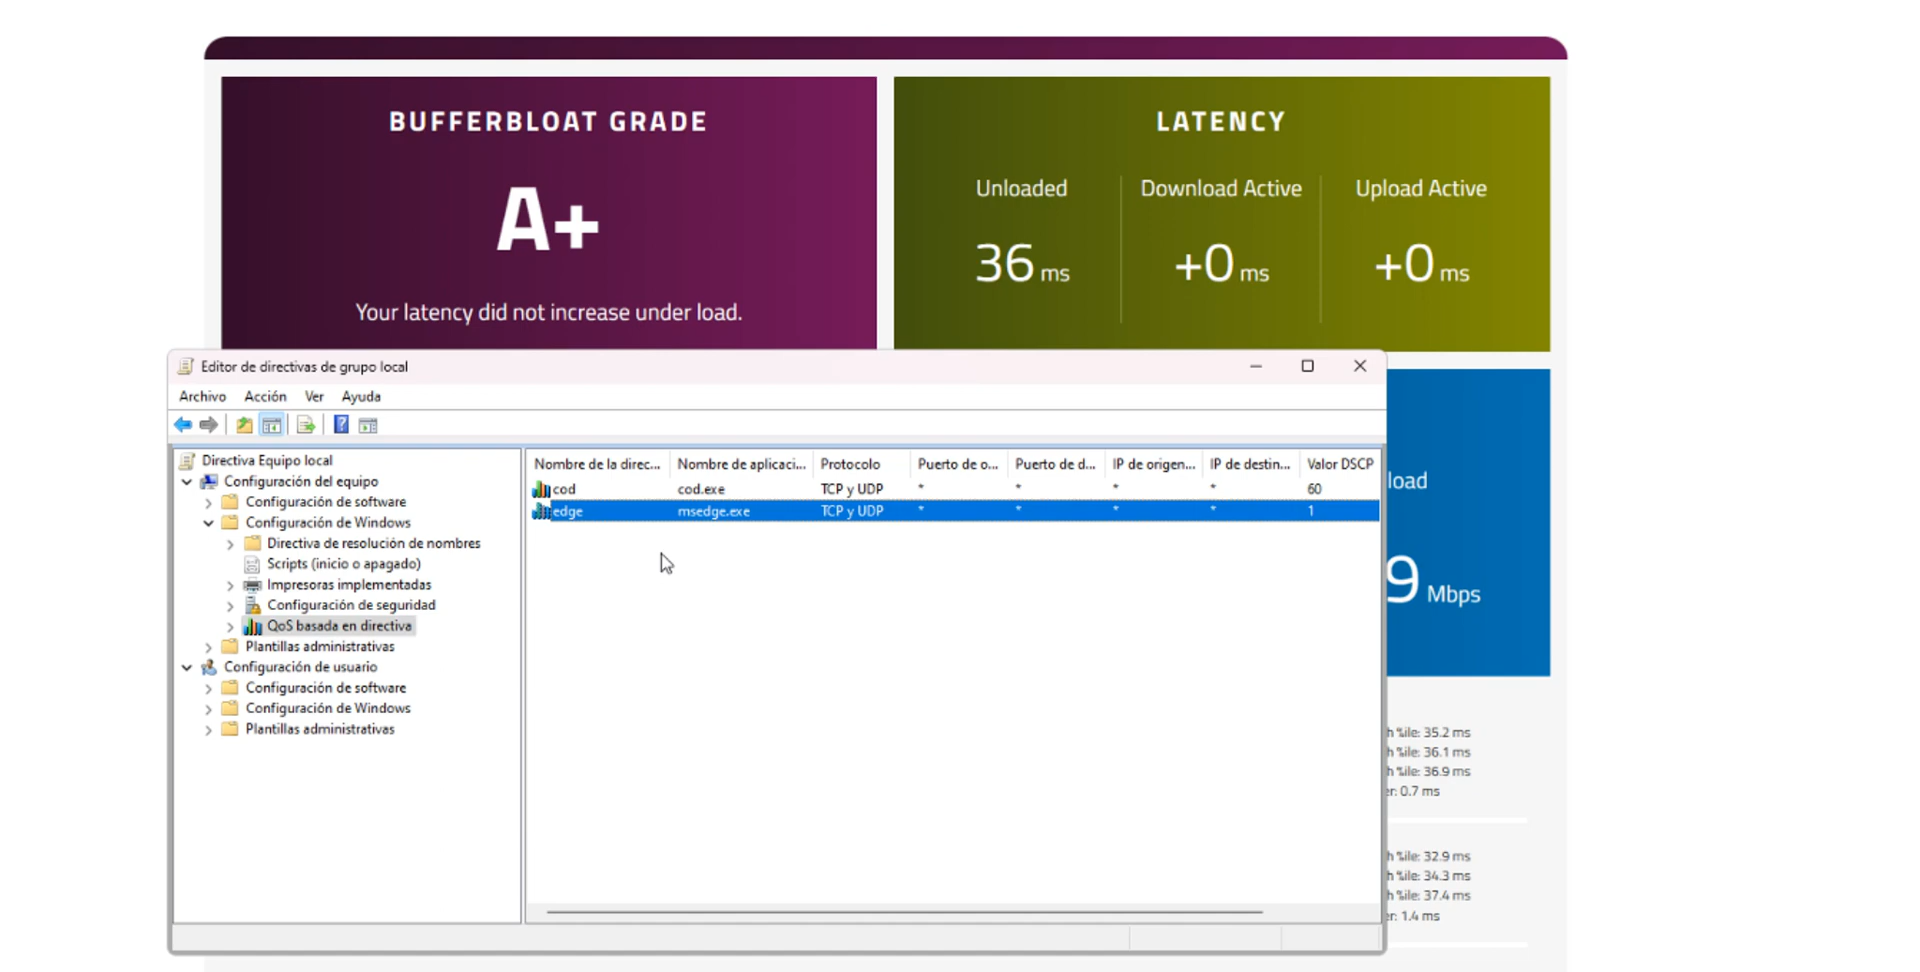 BUFFERBLOAT GRADE
A+
Your latency did not increase under load.
LATENCY
Unloaded
Download Active
Upload Active
36 ms
+0 ms
+0 ms
Editor de directivas de grupo local
Archivo Acción Ver Ayuda
Directiva Equipo local
Configuración del equipo
Configuración de software
Configuración de Windows
Directiva de resolución de nombres
Scripts (inicio o apagado)
Impresoras implementadas
Configuración de seguridad
QoS basada en directiva
Plantillas administrativas
Configuración de usuario
Configuración de software
Configuración de Windows
Plantillas administrativas
Nombre de la direc... Nombre de aplicaci... Protocolo Puerto de o... Puerto de d... IP de origen... IP de destin... Valor DSCP
cod cod.exe TCP y UDP * * * * 60
edge msedge.exe TCP y UDP * * * * 1
load
9 Mbps
h %ile: 35.2 ms
h %ile: 36.1 ms
h %ile: 36.9 ms
er: 0.7 ms
h %ile: 32.9 ms
h %ile: 34.3 ms
h %ile: 37.4 ms
er: 1.4 ms